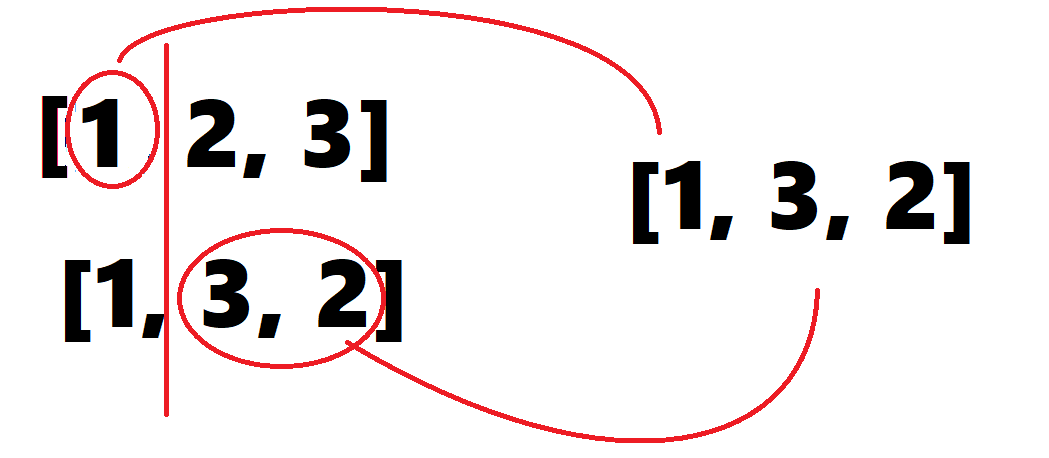 [1 2, 3]
[1, 3, 2]
[1, 3, 2]